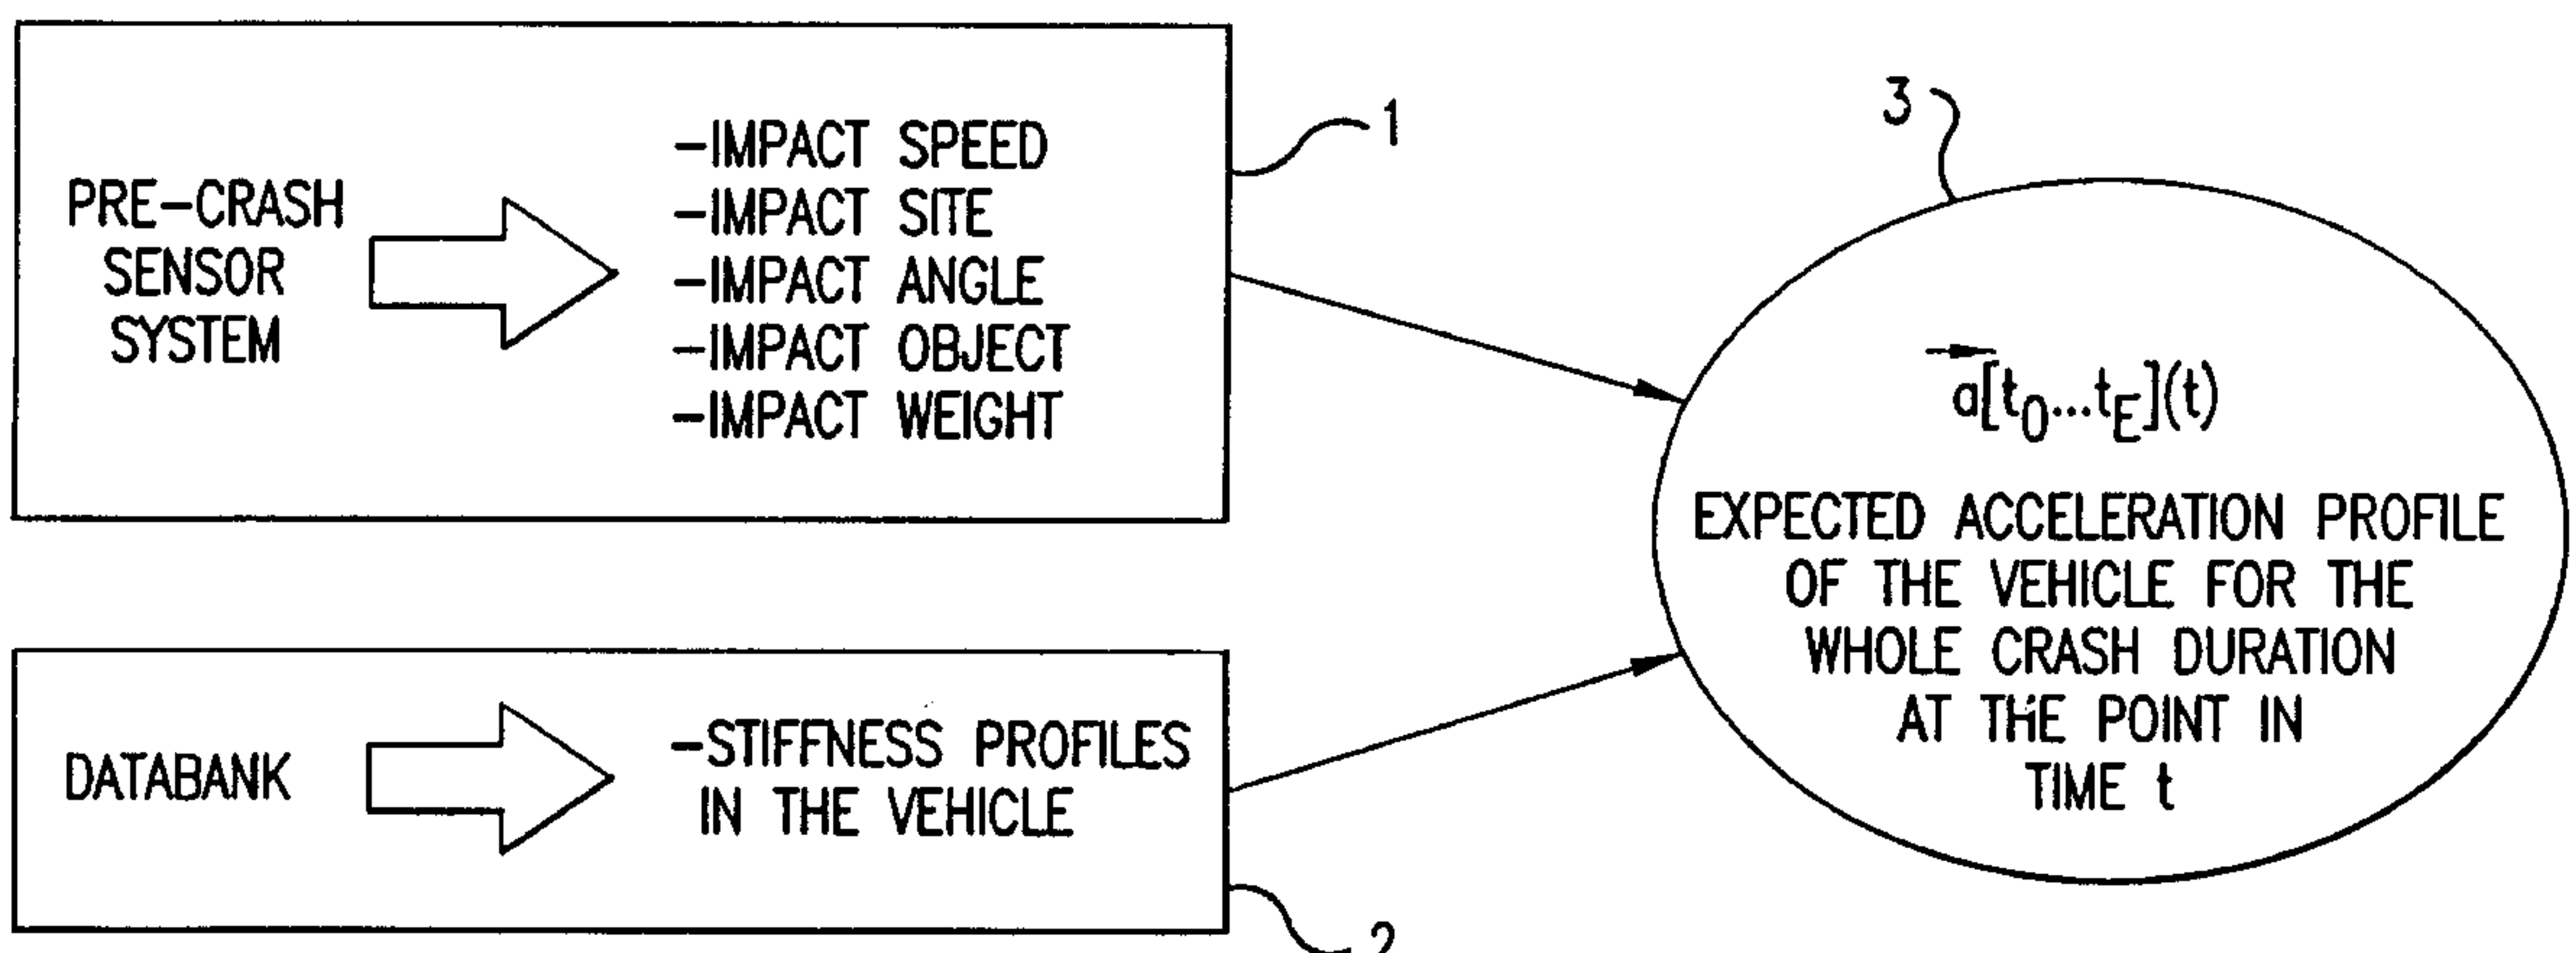 PRE-CRASH
SENSOR
SYSTEM
-IMPACT SPEED
-IMPACT SITE
-IMPACT ANGLE
-IMPACT OBJECT
-IMPACT WEIGHT
1
DATABANK
-STIFFNESS PROFILES
IN THE VEHICLE
2
3
a[t0...tE](t)
EXPECTED ACCELERATION PROFILE
OF THE VEHICLE FOR THE
WHOLE CRASH DURATION
AT THE POINT IN
TIME t